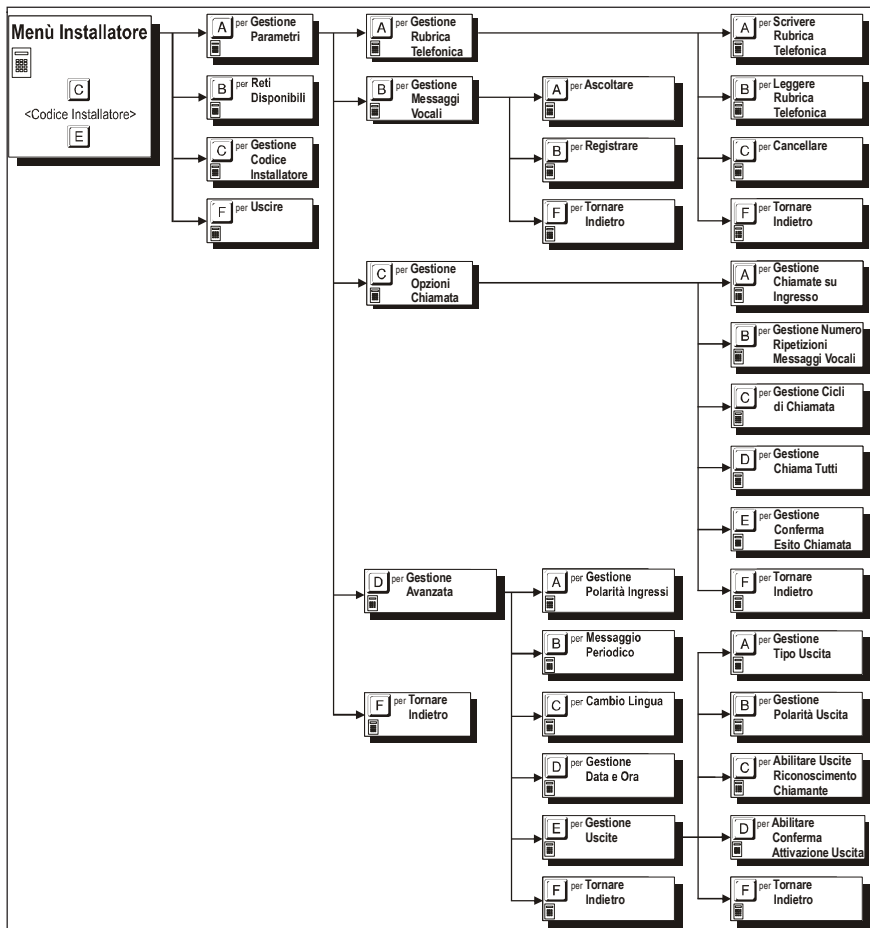 Menù Installatore
C
<Codice Installatore>
E
A per Gestione
Parametri
B per Reti
Disponibili
C per Gestione
Codice
Installatore
F per Uscire
A per Gestione
Rubrica
Telefonica
B per Gestione
Messaggi
Vocali
C per Gestione
Opzioni
Chiamata
D per Gestione
Avanzata
F per Tornare
Indietro
A per Ascoltare
B per Registrare
F per Tornare
Indietro
A per Gestione
Polarità Ingressi
B per Messaggio
Periodico
C per Cambio Lingua
D per Gestione
Data e Ora
E per Gestione
Uscite
F per Tornare
Indietro
A per Scrivere
Rubrica
Telefonica
B per Leggere
Rubrica
Telefonica
C per Cancellare
F per Tornare
Indietro
A per Gestione
Chiamate su
Ingresso
B per Gestione Numero
Ripetizioni
Messaggi Vocali
C per Gestione Cicli
di Chiamata
D per Gestione
Chiama Tutti
E per Gestione
Conferma
Esito Chiamata
F per Tornare
Indietro
A per Gestione
Tipo Uscita
B per Gestione
Polarità Uscita
C per Abilitare Uscite
Riconoscimento
Chiamante
D per Abilitare
Conferma
Attivazione Uscita
F per Tornare
Indietro